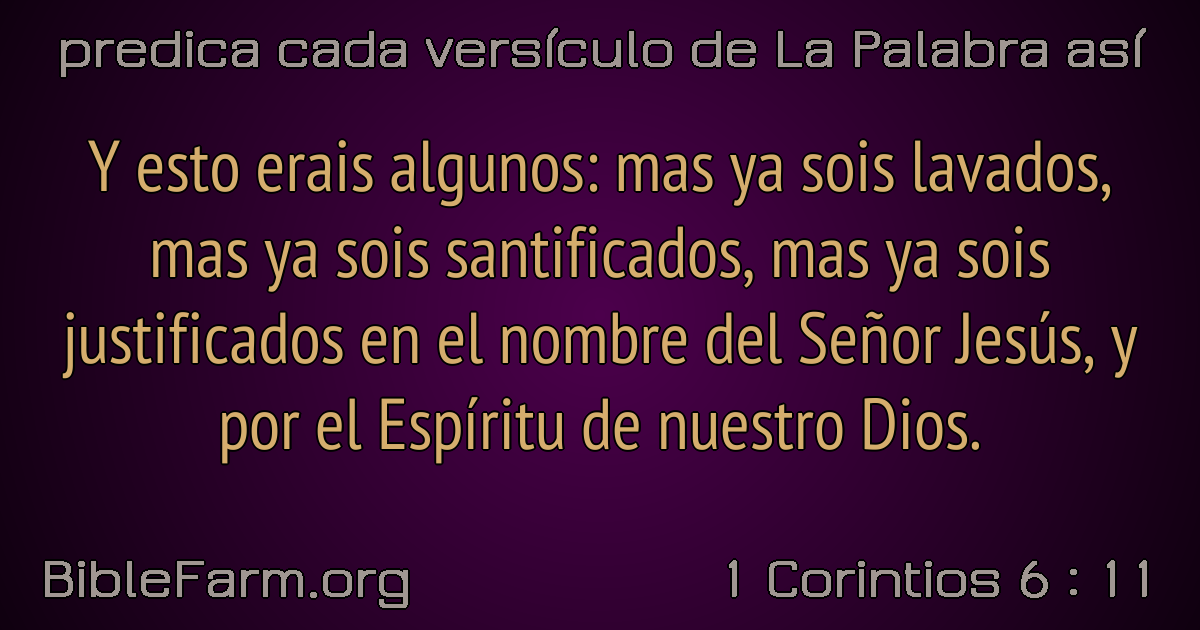 predica cada versículo de La Palabra así
Y esto erais algunos: mas ya sois lavados,
mas ya sois santificados, mas ya sois
justificados en el nombre del Señor Jesús, y
por el Espíritu de nuestro Dios.
BibleFarm.org
1 Corintios 6 : 11